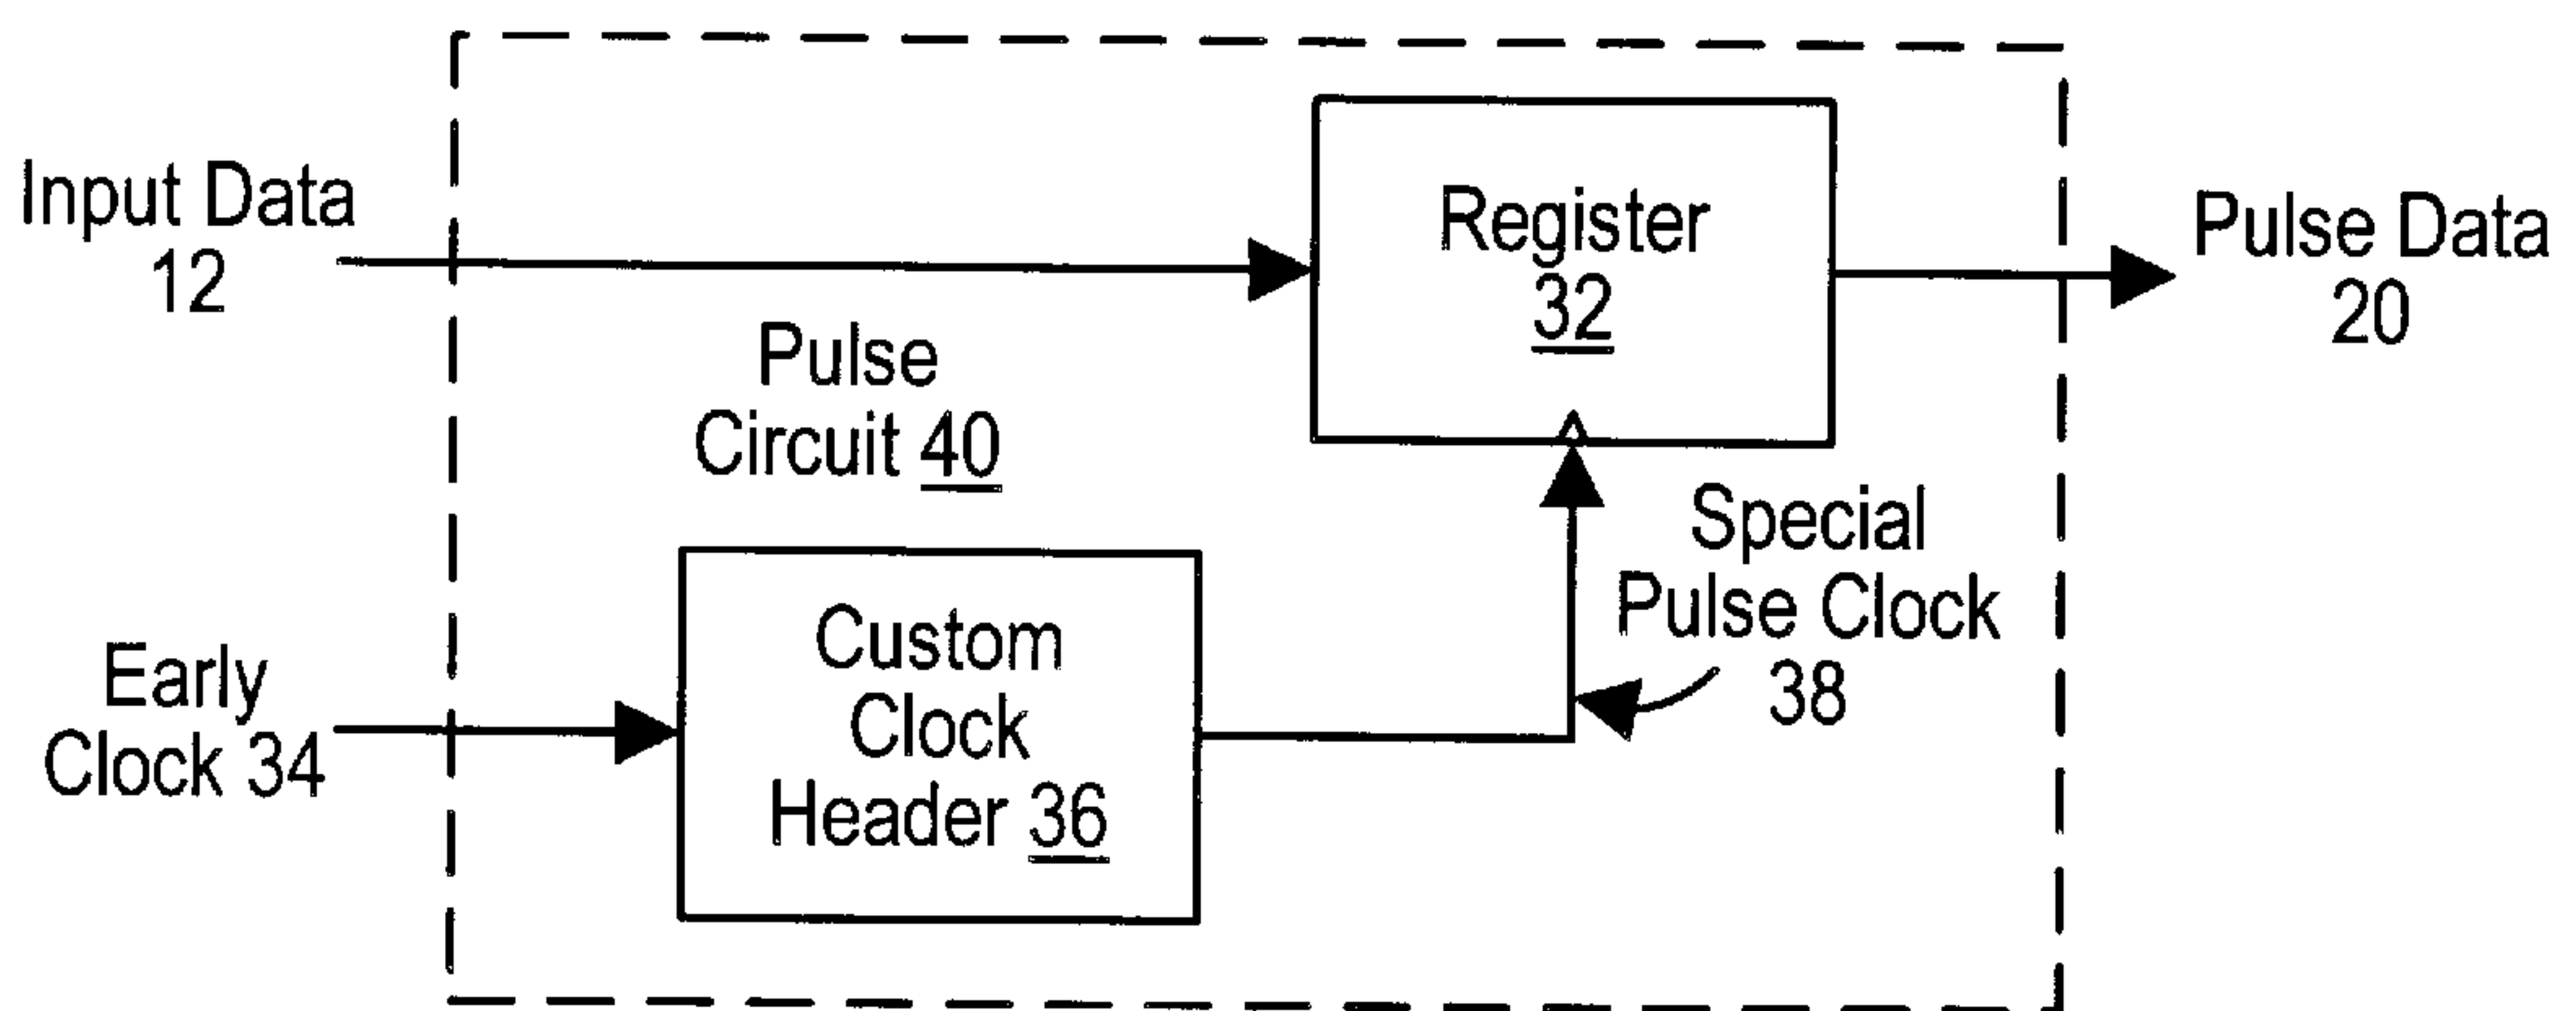 Input Data
12
Register
32
Pulse Data
20
Pulse
Circuit 40
Special
Pulse Clock
38
Early
Clock 34
Custom
Clock
Header 36